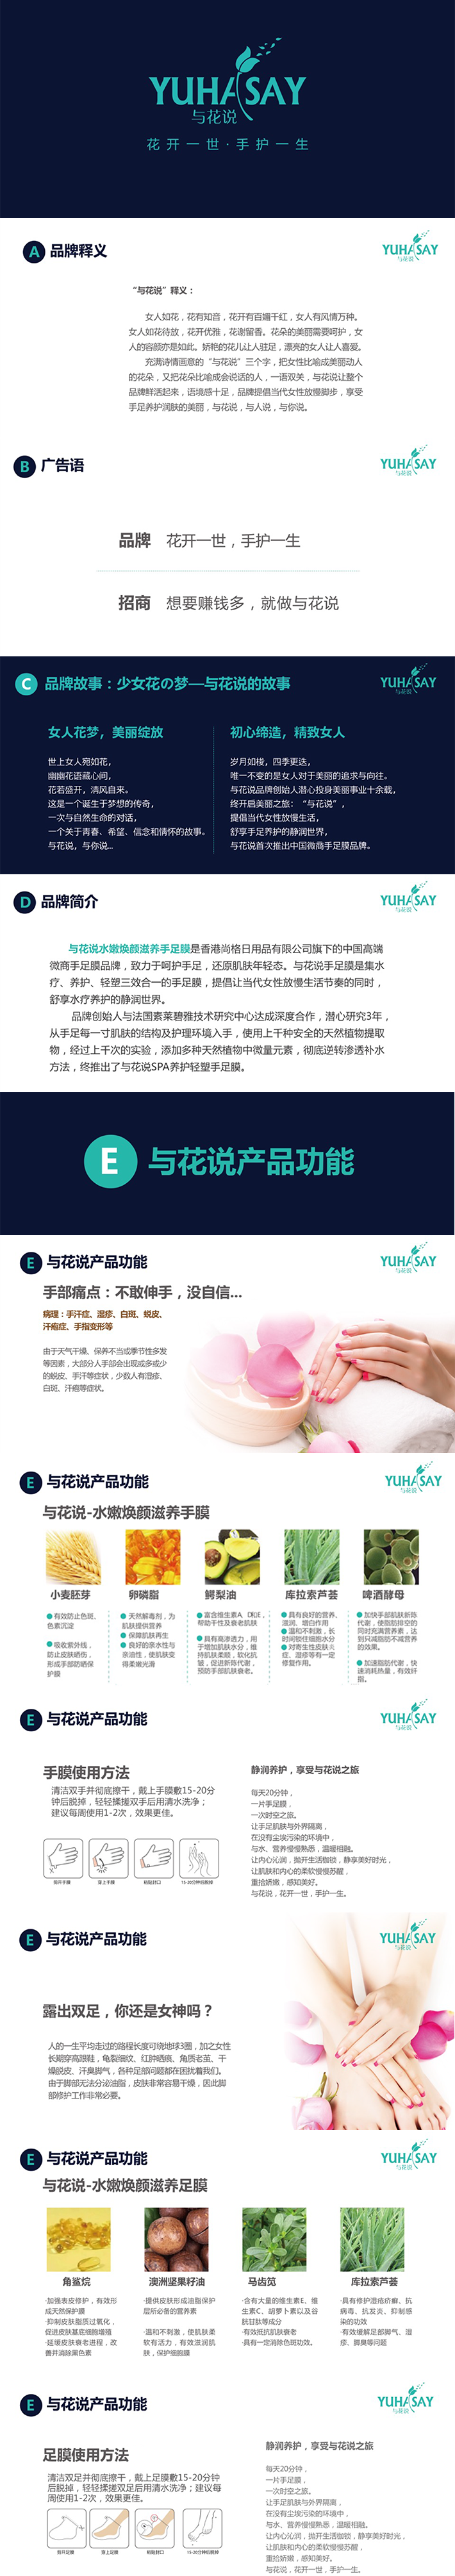 YUHASAY
与花说
花开一世·手护一生
A 品牌释义
YUHASAY
与花说
“与花说”释义：
女人如花，花有知音，花开有百媚千红，女人有风情万种。
女人如花待放，花开优雅，花谢留香。花朵的美丽需要呵护，女
人的容颜亦是如此。娇艳的花儿让人驻足，漂亮的女人让人喜爱。
充满诗情画意的“与花说”三个字，把女性比喻成美丽动人
的花朵，又把花朵比喻成会说话的人，一语双关，与花说让整个
品牌鲜活起来，语境感十足，品牌提倡当代女性放慢脚步，享受
手足养护润肤的美丽，与花说，与人说，与你说。
B 广告语
YUHASAY
与花说
品牌 花开一世，手护一生
招商 想要赚钱多，就做与花说
C 品牌故事：少女花の梦—与花说的故事
YUHASAY
与花说
女人花梦，美丽绽放
世上女人宛如花，
幽幽花语藏心间，
花若盛开，清风自来。
这是一个诞生于梦想的传奇，
一次与自然生命的对话，
一个关于青春、希望、信念和情怀的故事。
与花说，与你说...
初心缔造，精致女人
岁月如梭，四季更迭，
唯一不变的是女人对于美丽的追求与向往。
与花说品牌创始人潜心投身美丽事业十余载，
终开启美丽之旅：“与花说”，
提倡当代女性放慢生活，
舒享手足养护的静润世界，
与花说首次推出中国微商手足膜品牌。
D 品牌简介
YUHASAY
与花说
与花说水嫩焕颜滋养手足膜是香港尚格日用品有限公司旗下的中国高端
微商手足膜品牌，致力于呵护手足，还原肌肤年轻态。与花说手足膜是集水
疗、养护、轻塑三效合一的手足膜，提倡让当代女性放慢生活节奏的同时，
舒享水疗养护的静润世界。
品牌创始人与法国素莱碧雅技术研究中心达成深度合作，潜心研究3年，
从手足每一寸肌肤的结构及护理环境入手，使用上千种安全的天然植物提取
物，经过上千次的实验，添加多种天然植物中微量元素，彻底逆转渗透补水
方法，终推出了与花说SPA养护轻塑手足膜。
E 与花说产品功能
E 与花说产品功能
YUHASAY
与花说
手部痛点：不敢伸手，没自信...
病理：手汗症、湿疹、白斑、蜕皮、
汗疱症、手指变形等
由于天气干燥、保养不当或季节性多发
等因素，大部分人手部会出现或多或少
的蜕皮、手汗等症状，少数人有湿疹、
白斑、汗疱等症状。
E 与花说产品功能
YUHASAY
与花说
与花说-水嫩焕颜滋养手膜
小麦胚芽
有效防止色斑、
色素沉淀
吸收紫外线，
防止皮肤晒伤，
形成手部防晒保
护膜
卵磷脂
天然解毒剂，为
肌肤提供营养
保障肌肤再生
良好的亲水性与
亲油性，使肌肤变
得柔嫩光滑
鳄梨油
帮助干性及衰老肌肤
具有高渗透力，用
于增加肌肤水分，维
持肌肤柔顺，软化抗
皱，促进新陈代谢，
预防手部肌肤衰老。
库拉索芦荟
具有良好的营养、
滋润、增白作用
温和不刺激，长
时间锁住细胞水分
对寄生性皮肤炎
症、湿疹等有一定
修复作用。
啤酒酵母
加快手部肌肤新陈
代谢，使脂肪排空的
同时充满营养素，达
到只减脂肪不减营养
的效果。
加速脂肪代谢，快
速消耗热量，有效纤
指。
E 与花说产品功能
YUHASAY
与花说
手膜使用方法
清洁双手并彻底擦干，戴上手膜敷15-20分
钟后脱掉，轻轻揉搓双手后用清水洗净；
建议每周使用1-2次，效果更佳。
剪开手膜 穿上手膜 粘贴封口 15-20分钟后脱掉
静润养护，享受与花说之旅
每天20分钟，
一片手足膜，
一次时空之旅。
让手足肌肤与外界隔离，
在没有尘埃污染的环境中，
与水、营养慢慢熟悉，温暖相融。
让内心沁润，抛开生活枷锁，静享美好时光，
让肌肤和内心的柔软慢慢苏醒，
重拾娇嫩，感知美好。
与花说，花开一世，手护一生。
E 与花说产品功能
YUHASAY
与花说
露出双足，你还是女神吗？
人的一生平均走过的路程长度可绕地球3圈，加之女性
长期穿高跟鞋，龟裂细纹、红肿晒痕、角质老茧、干
燥脱皮、汗臭脚气，各种足部问题都在困扰着我们。
由于脚部无法分泌油脂，皮肤非常容易干燥，因此脚
部修护工作非常必要。
E 与花说产品功能
YUHASAY
与花说
与花说-水嫩焕颜滋养足膜
角鲨烷
·加强表皮修护，有效形
成天然保护膜
·抑制皮肤脂质过氧化，
促进皮肤基底细胞增殖
·延缓皮肤衰老进程，改
善并消除黑色素
澳洲坚果籽油
·提供皮肤形成油脂保护
层所必备的营养素
·温和不刺激，使肌肤柔
软有活力，有效滋润肌
肤，保护细胞膜
马齿苋
·含有大量的维生素E、维
生素C、胡萝卜素以及谷
胱甘肽等成分
·有效抵抗肌肤衰老
·具有一定消除色斑功效。
库拉索芦荟
·具有修护湿疮疥癣、抗
病毒、抗发炎、抑制感
染的功效
·有效缓解足部脚气、湿
疹、脚臭等问题
E 与花说产品功能
YUHASAY
与花说
足膜使用方法
清洁双足并彻底擦干，戴上足膜敷15-20分钟
后脱掉，轻轻揉搓双足后用清水洗净；建议每
周使用1-2次，效果更佳。
剪开足膜 穿上足膜 粘贴封口 15-20分钟后脱掉
静润养护，享受与花说之旅
每天20分钟，
一片手足膜，
一次时空之旅。
让手足肌肤与外界隔离，
在没有尘埃污染的环境中，
与水、营养慢慢熟悉，温暖相融。
让内心沁润，抛开生活枷锁，静享美好时光，
让肌肤和内心的柔软慢慢苏醒，
重拾娇嫩，感知美好。
与花说，花开一世，手护一生。